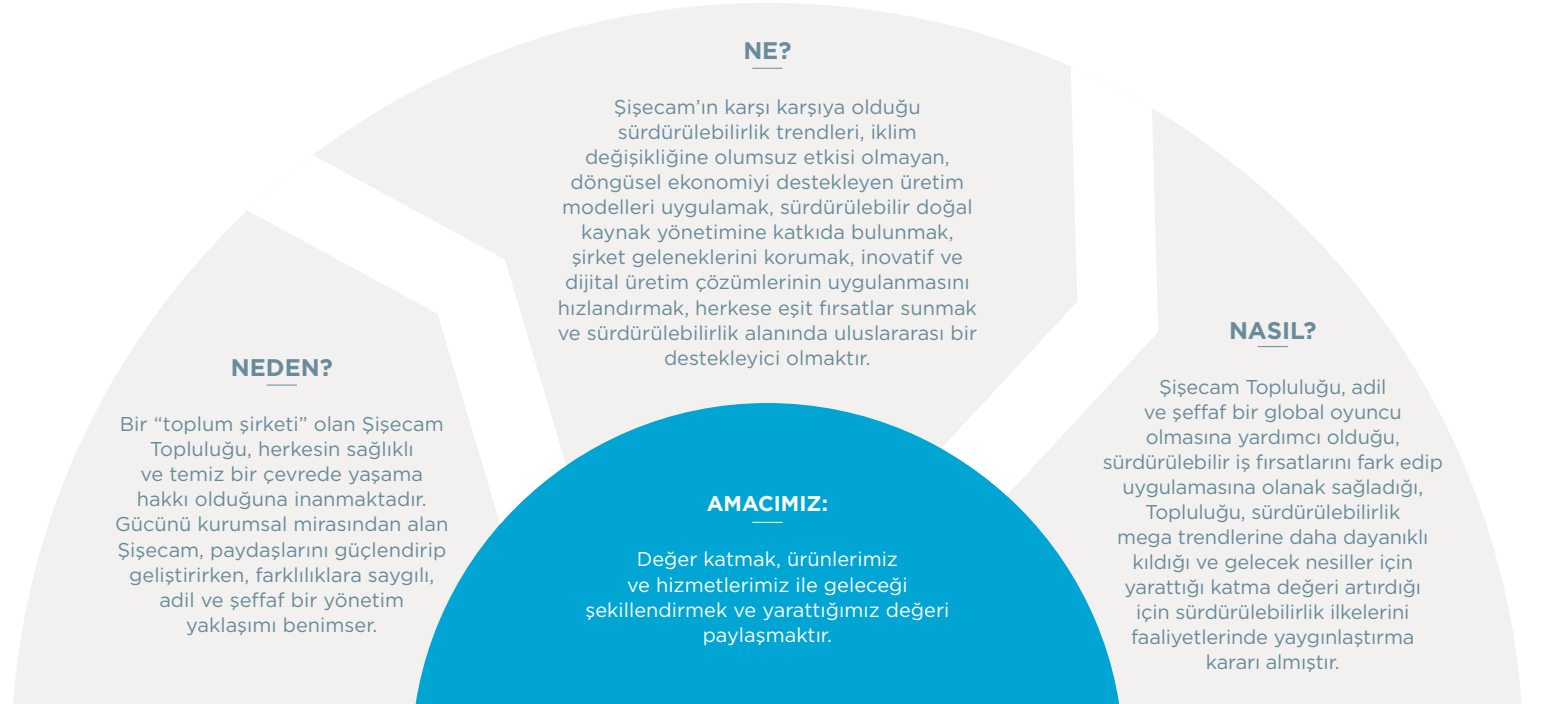 NEDEN?
Bir “toplum şirketi” olan Şişecam
Topluluğu, herkesin sağlıklı
ve temiz bir çevrede yaşama
hakkı olduğuna inanmaktadır.
Gücünü kurumsal mirasından alan
Şişecam, paydaşlarını güçlendirip
geliştirirken, farklılıklara saygılı,
adil ve şeffaf bir yönetim
yaklaşımı benimser.
NE?
Şişecam’ın karşı karşıya olduğu
sürdürülebilirlik trendleri, iklim
değişikliğine olumsuz etkisi olmayan,
döngüsel ekonomiyi destekleyen üretim
modelleri uygulamak, sürdürülebilir doğal
kaynak yönetimine katkıda bulunmak,
şirket geleneklerini korumak, inovatif ve
dijital üretim çözümlerinin uygulanmasını
hızlandırmak, herkese eşit fırsatlar sunmak
ve sürdürülebilirlik alanında uluslararası bir
destekleyici olmaktır.
NASIL?
Şişecam Topluluğu, adil
ve şeffaf bir global oyuncu
olmasına yardımcı olduğu,
sürdürülebilir iş fırsatlarını fark edip
uygulamasına olanak sağladığı,
Topluluğu, sürdürülebilirlik
mega trendlerine daha dayanıklı
kıldığı ve gelecek nesiller için
yarattığı katma değeri artırdığı
için sürdürülebilirlik ilkelerini
faaliyetlerinde yaygınlaştırma
kararı almıştır.
AMACIMIZ:
Değer katmak, ürünlerimiz
ve hizmetlerimiz ile geleceği
şekillendirmek ve yarattığımız değeri
paylaşmaktır.